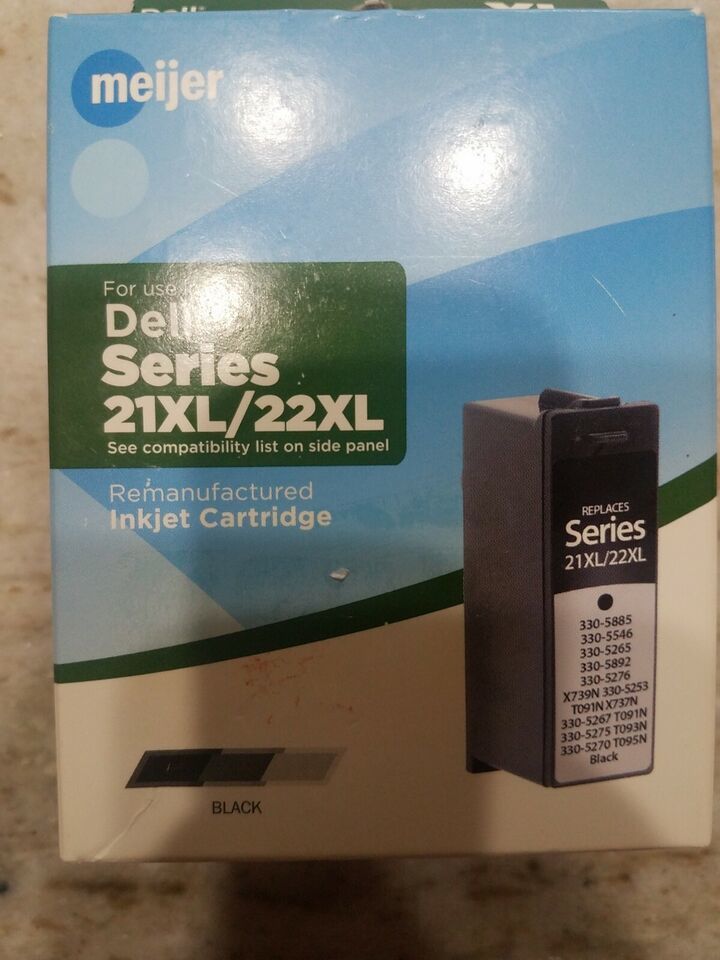 Dell
XL
meijer
For use
Dell
Series
21XL/22XL
See compatibility list on side panel
Remanufactured
Inkjet Cartridge
REPLACES
Series
21XL/22XL
330-5885
330-5546
330-5265
330-5892
330-5276
X739N 330-5253
T091N X737N
330-5267 T091N
330-5275 T093N
330-5270 T095N
Black
BLACK